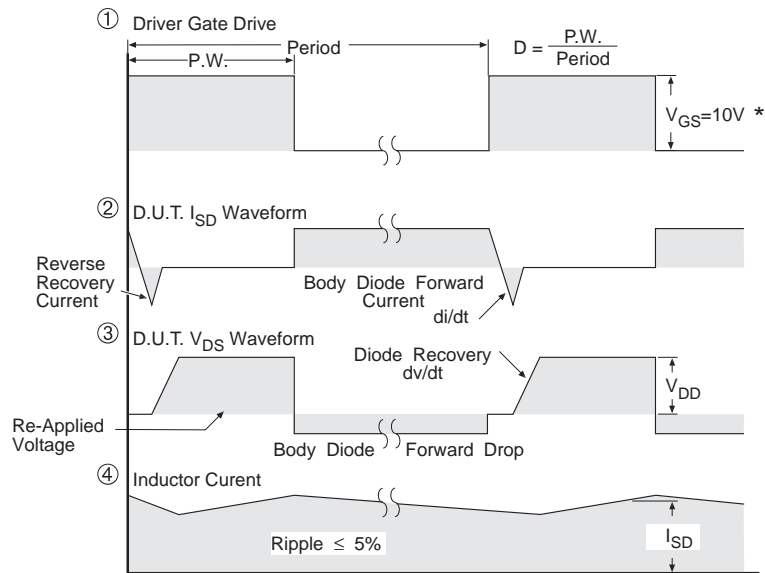 ① Driver Gate Drive
Period
P.W.
D = P.W. / Period
V_GS=10V *
② D.U.T. I_SD Waveform
Reverse
Recovery
Current
Body Diode Forward
Current
di/dt
③ D.U.T. V_DS Waveform
Diode Recovery
dv/dt
V_DD
Re-Applied
Voltage
Body Diode
Forward Drop
④ Inductor Curent
Ripple ≤ 5%
I_SD